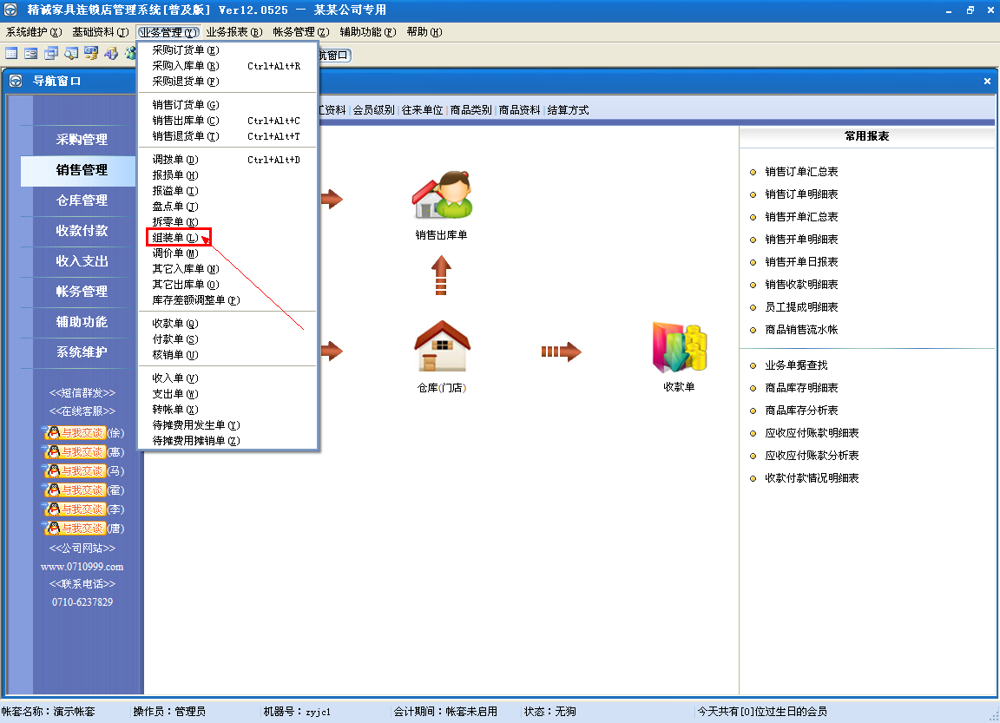 精诚家具连锁店管理系统[普及版] Ver12.0525 — 某某公司专用
系统维护(X) 基础资料(J) 业务管理(Y) 业务报表(B) 帐务管理(Z) 辅助功能(F) 帮助(H)
航窗口
导航窗口
采购订货单(E)
采购入库单(R) Ctrl+Alt+R
采购退货单(F)
销售订货单(G)
销售出库单(C) Ctrl+Alt+C
销售退货单(T) Ctrl+Alt+T
调拨单(D) Ctrl+Alt+D
报损单(H)
报溢单(I)
盘点单(J)
拆零单(K)
组装单(L)
调价单(M)
其它入库单(N)
其它出库单(O)
库存差额调整单(P)
收款单(Q)
付款单(S)
核销单(U)
收入单(V)
支出单(W)
转帐单(X)
待摊费用发生单(Y)
待摊费用摊销单(Z)
工资料|会员级别|往来单位|商品类别|商品资料|结算方式
采购管理
销售管理
仓库管理
收款付款
收入支出
帐务管理
辅助功能
系统维护
<<短信群发>>
<<在线客服>>
与我交谈(徐)
与我交谈(惠)
与我交谈(马)
与我交谈(霍)
与我交谈(李)
与我交谈(唐)
<<公司网站>>
www.0710999.com
<<联系电话>>
0710-6237829
销售出库单
仓库(门店)
收款单
常用报表
销售订单汇总表
销售订单明细表
销售开单汇总表
销售开单明细表
销售开单日报表
销售收款明细表
员工提成明细表
商品销售流水帐
业务单据查找
商品库存明细表
商品库存分析表
应收应付账款明细表
应收应付账款分析表
收款付款情况明细表
帐套名称：演示帐套 操作员：管理员 机器号：zyjc1 会计期间：帐套未启用 状态：无狗 今天共有[0]位过生日的会员